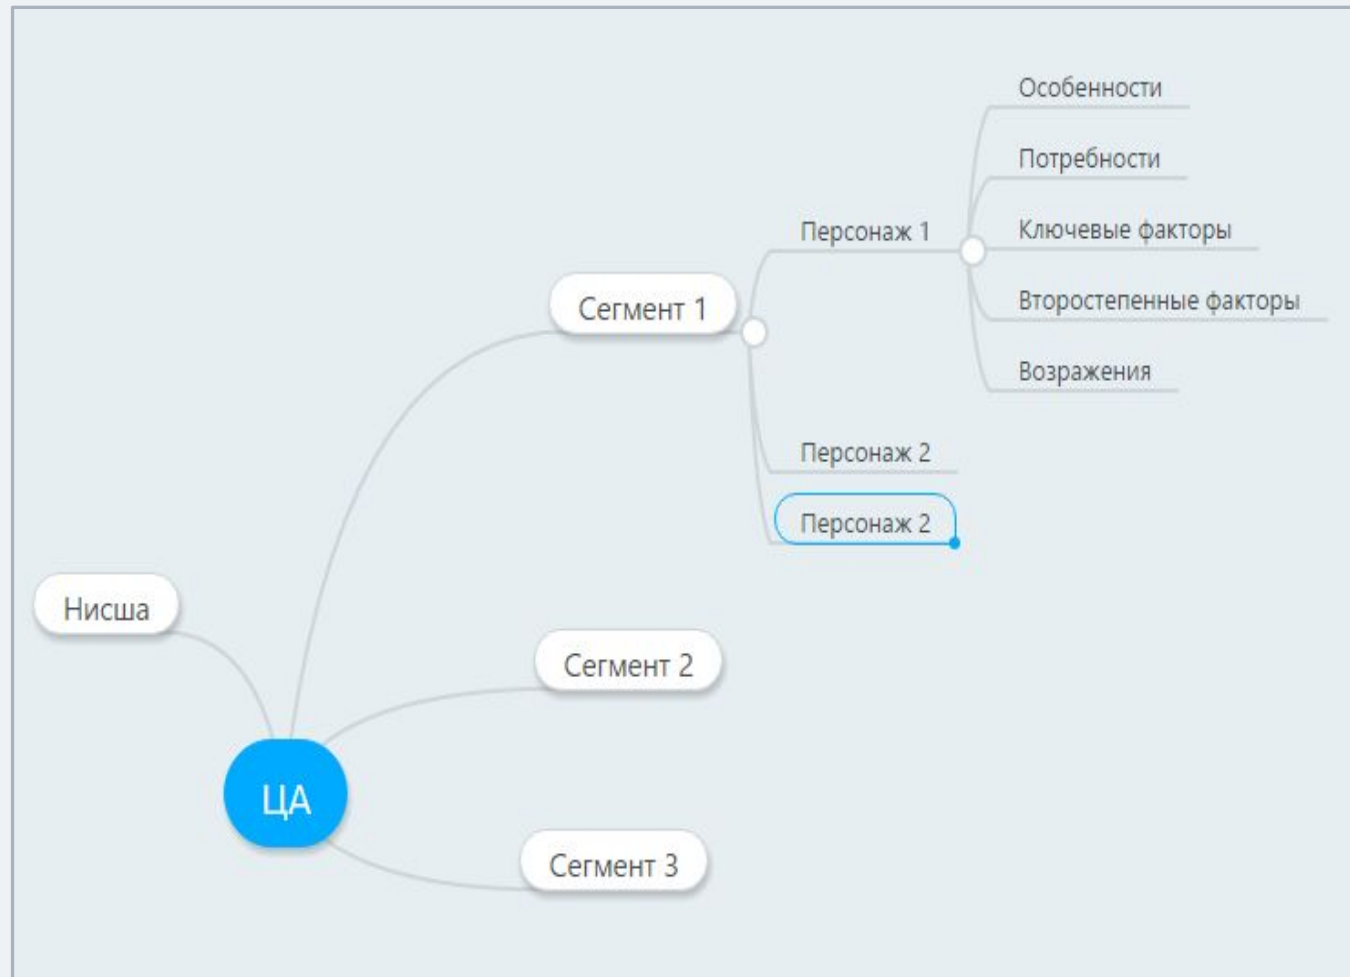 Особенности
Потребности
Персонаж 1
Ключевые факторы
Сегмент 1
Второстепенные факторы
Возражения
Персонаж 2
Персонаж 2
Нисша
Сегмент 2
ЦА
Сегмент 3